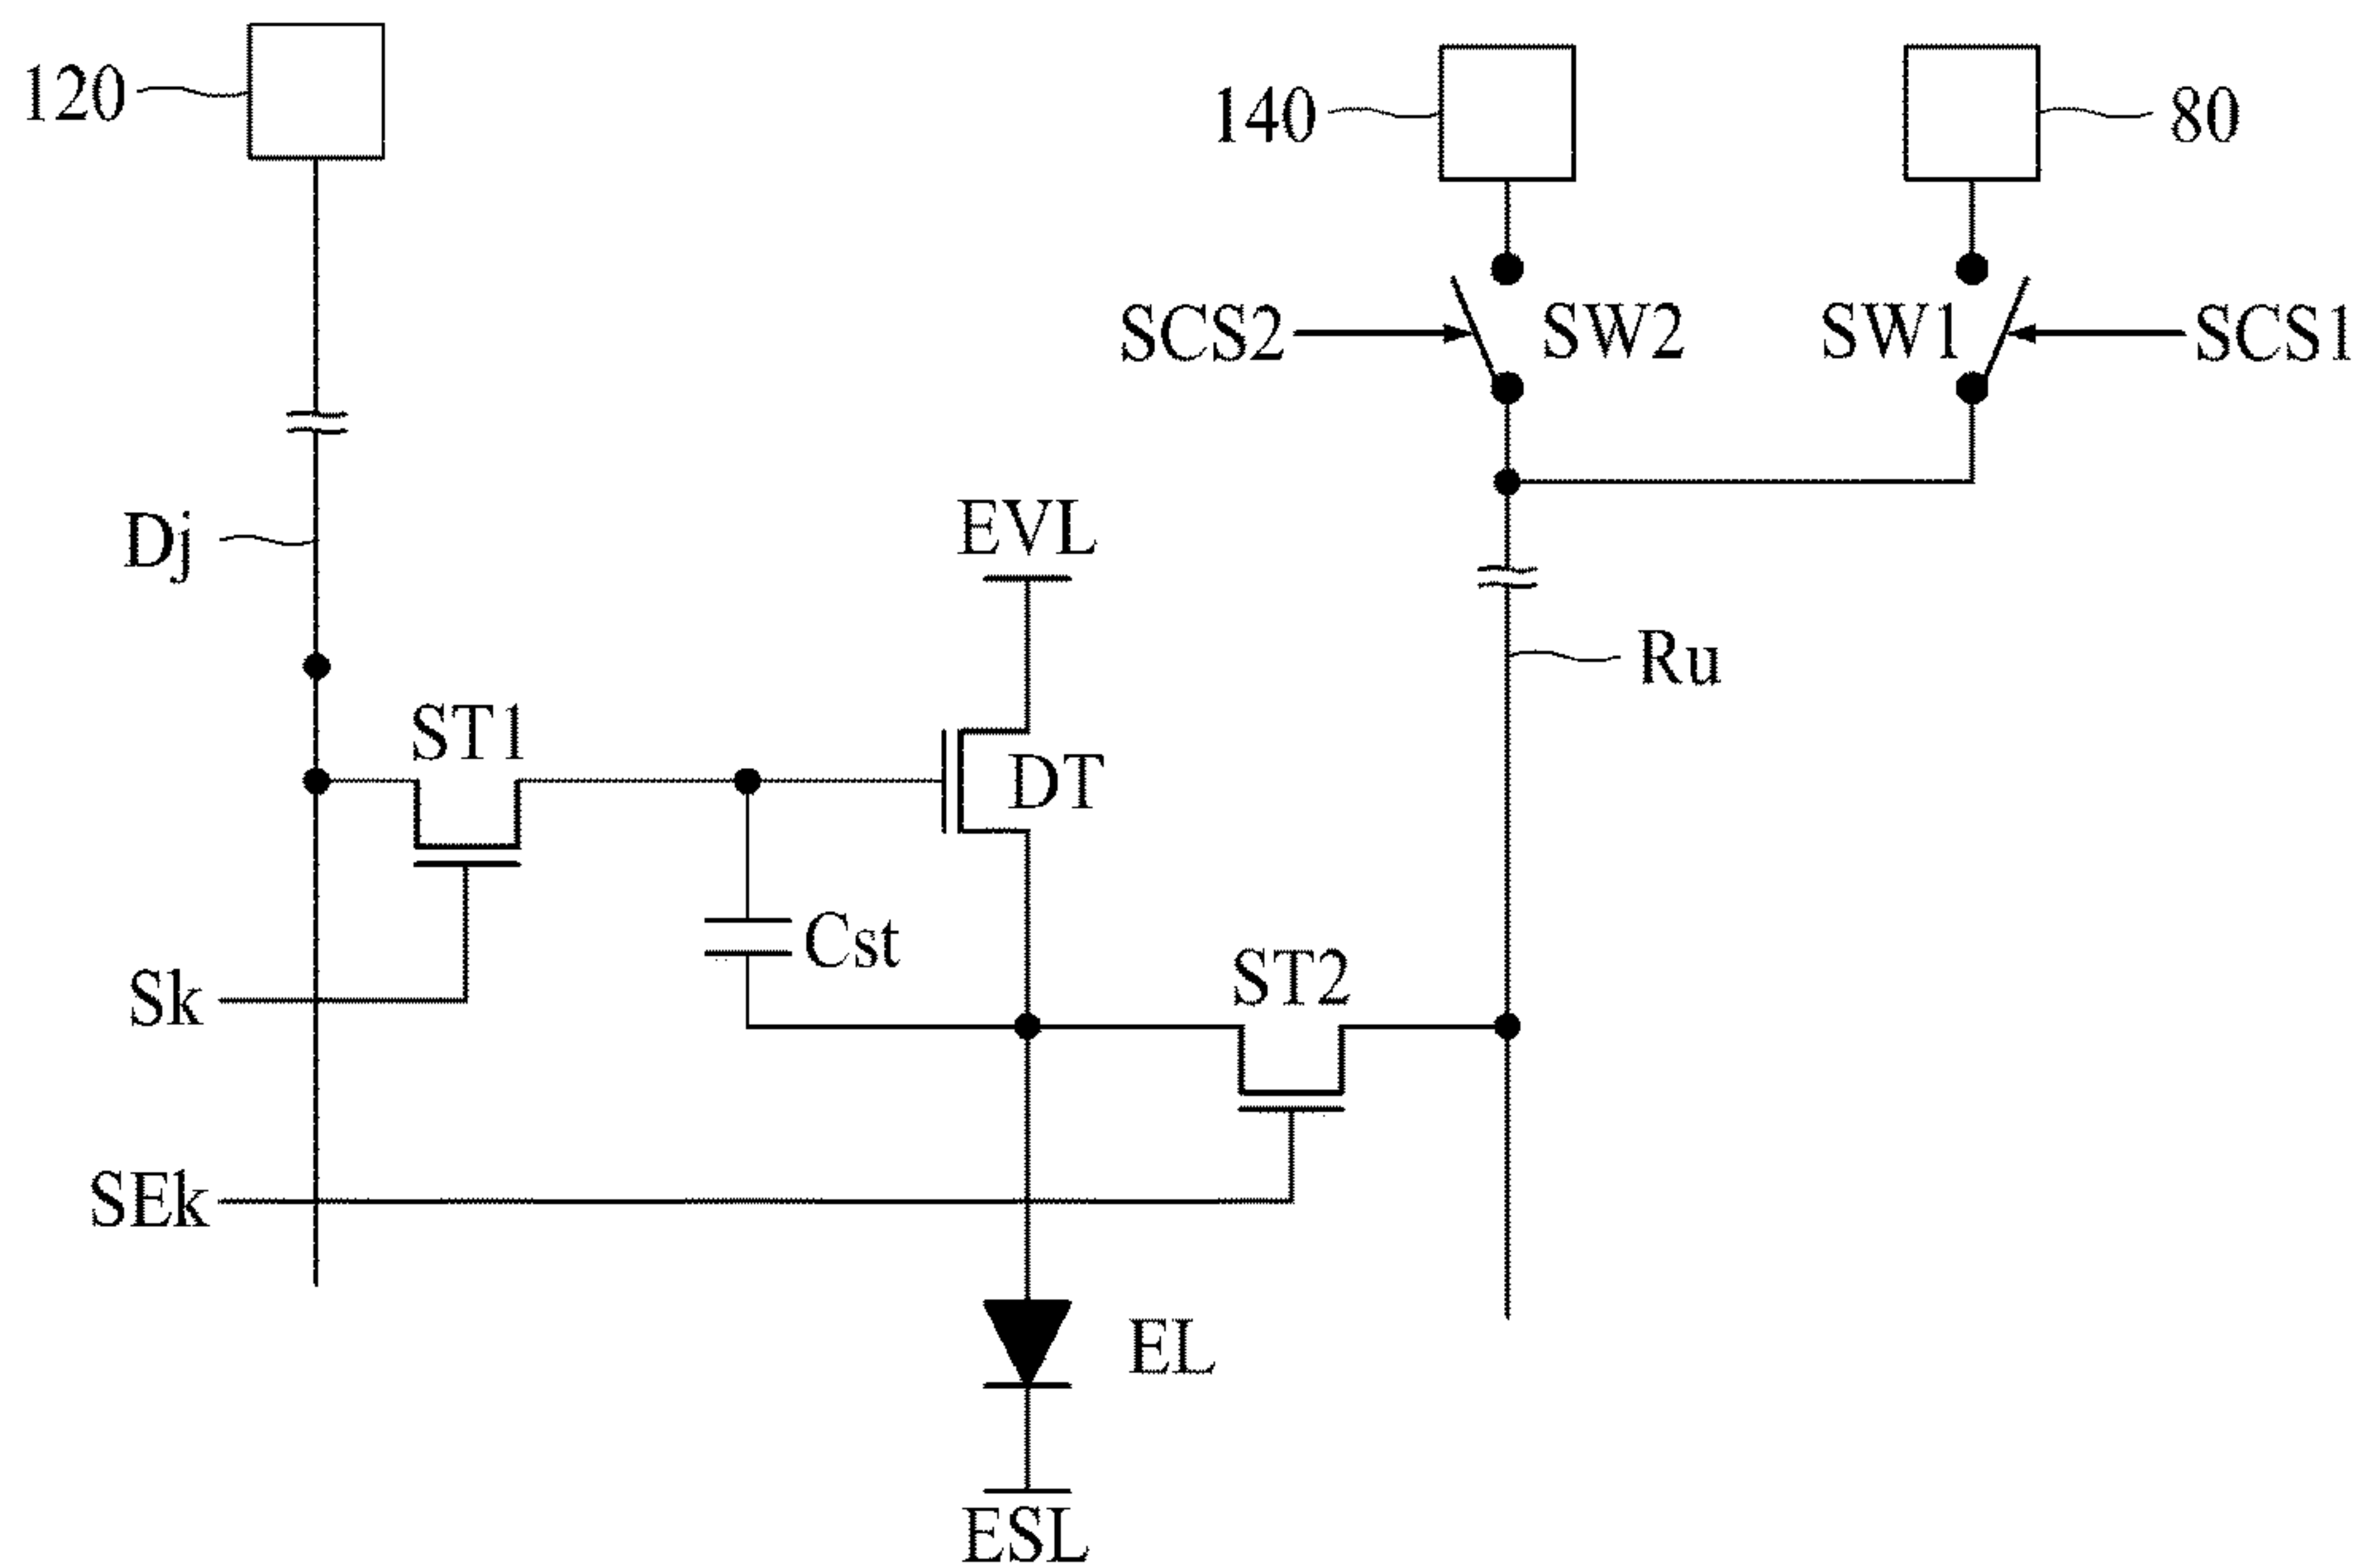 120
140
80
SCS2
SW2
SW1
SCS1
EVL
Dj
Ru
ST1
DT
Cst
ST2
Sk
SEk
EL
ESL